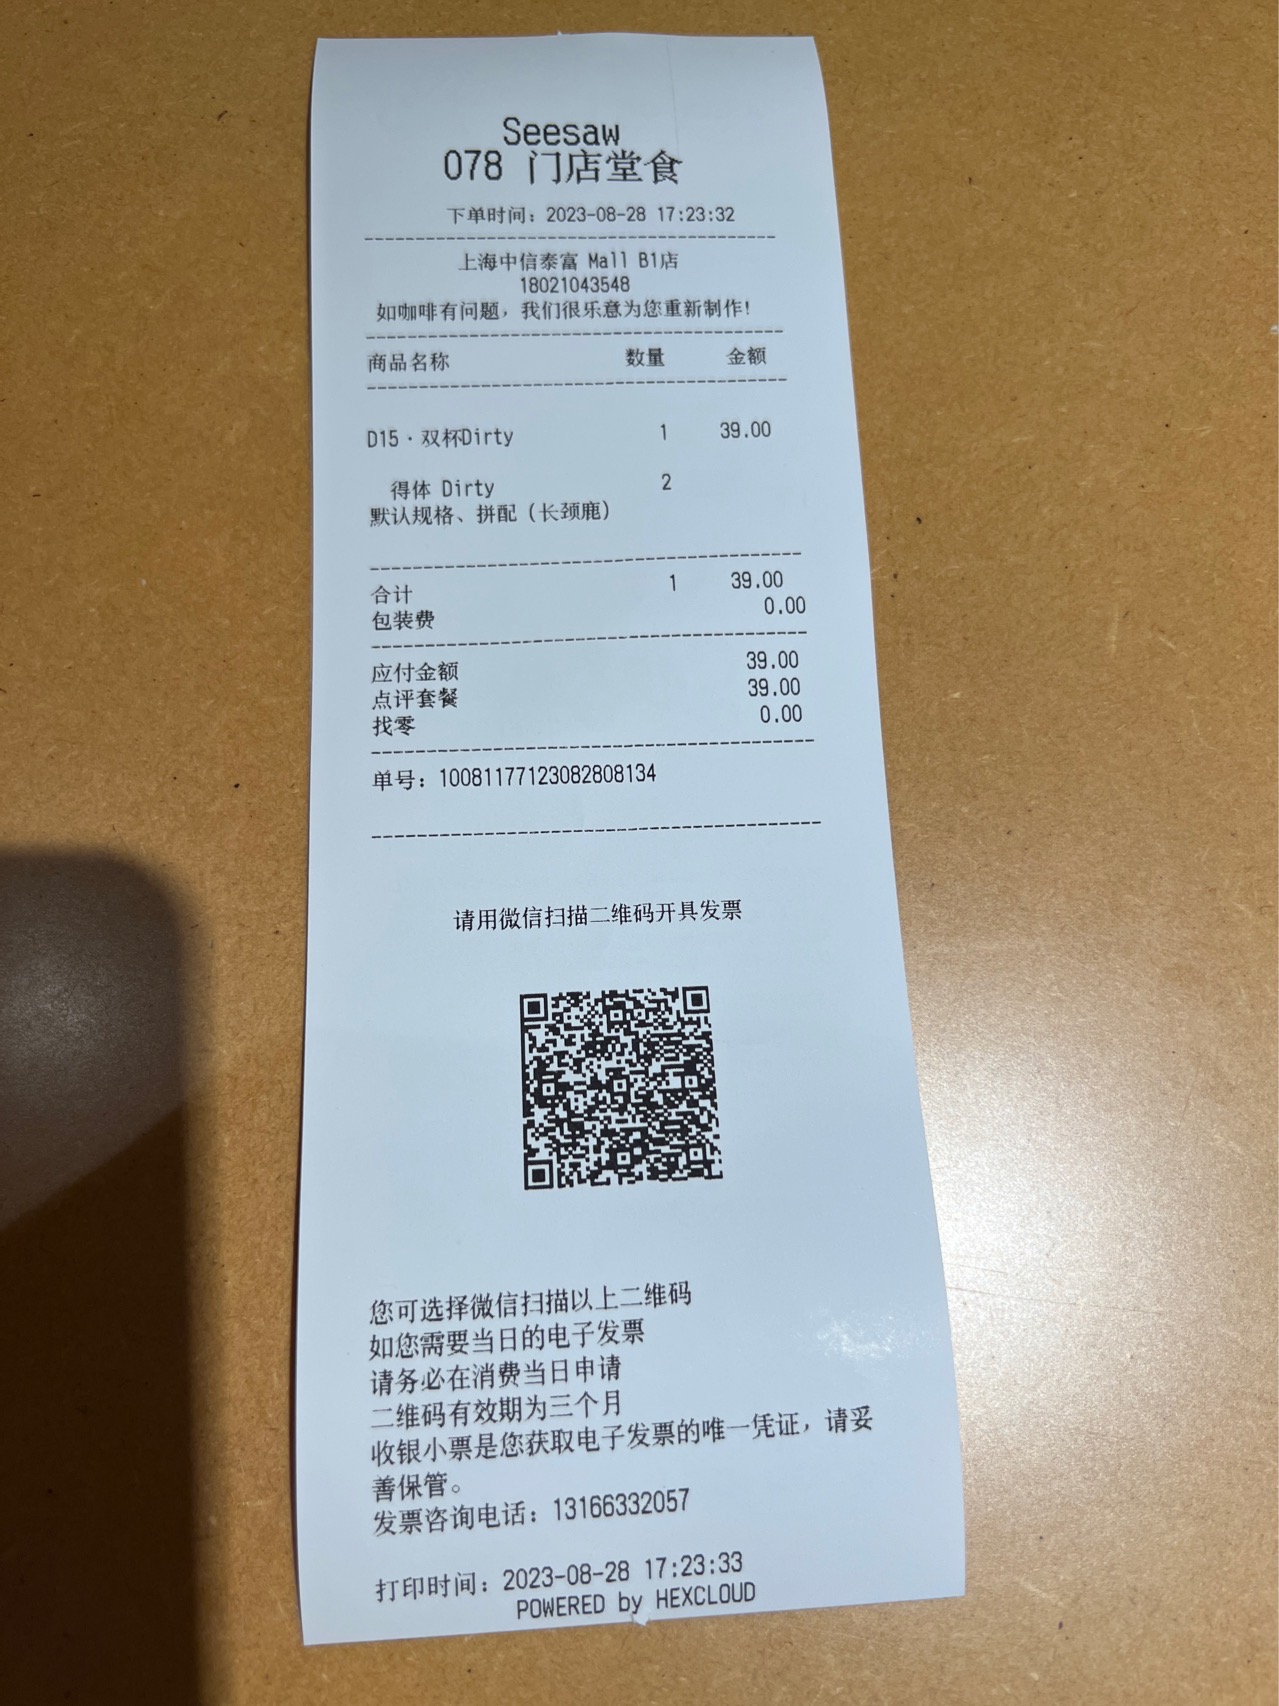 Seesaw
078 门店堂食
下单时间：2023-08-28 17:23:32
上海中信泰富 Mall B1店
18021043548
如咖啡有问题，我们很乐意为您重新制作！
商品名称 数量 金额
D15·双杯Dirty 1 39.00
得体 Dirty 2
默认规格、拼配（长颈鹿）
合计 1 39.00
包装费 0.00
应付金额 39.00
点评套餐 39.00
找零 0.00
单号：10081177123082808134
请用微信扫描二维码开具发票
您可选择微信扫描以上二维码
如您需要当日的电子发票
请务必在消费当日申请
二维码有效期为三个月
收银小票是您获取电子发票的唯一凭证，请妥
善保管。
发票咨询电话：13166332057
打印时间：2023-08-28 17:23:33
POWERED by HEXCLOUD